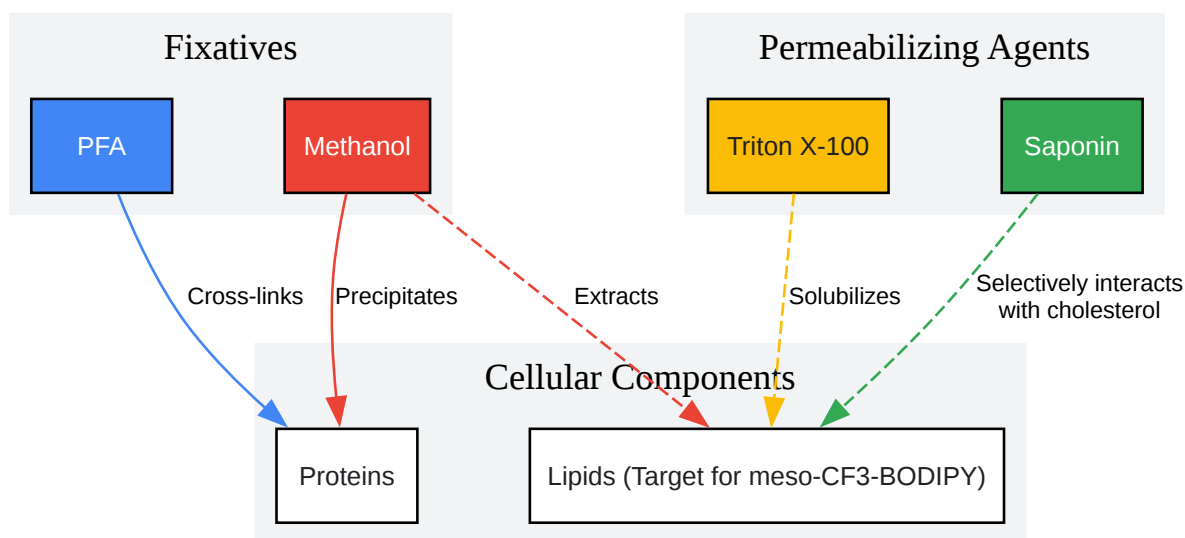 Fixatives
Permeabilizing Agents
PFA
Methanol
Triton X-100
Saponin
Cross-links
Precipitates
Extracts
Solubilizes
Selectively interacts
with cholesterol
Cellular Components
Proteins
Lipids (Target for meso-CF3-BODIPY)